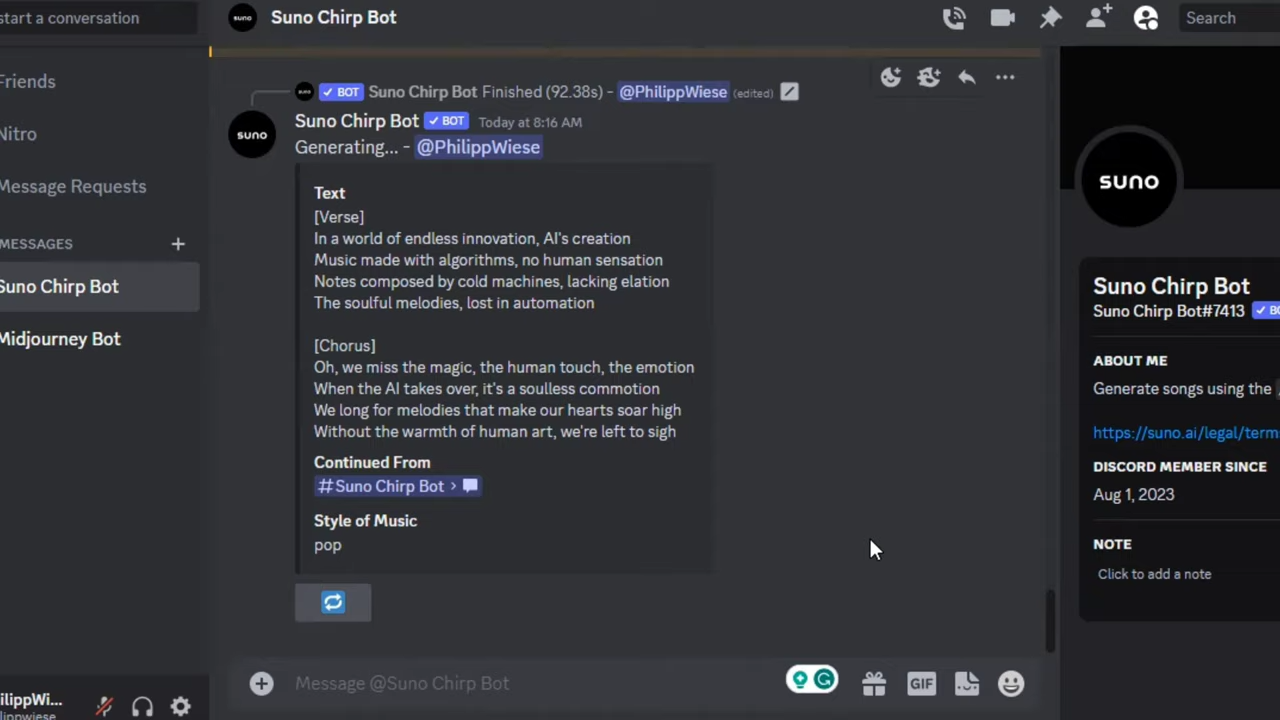 start a conversation
suno
Suno Chirp Bot
Search
Friends
Nitro
Message Requests
MESSAGES
Suno Chirp Bot
Midjourney Bot
suno
BOT Suno Chirp Bot Finished (92.38s) - @PhilippWiese (edited)
suno
Suno Chirp Bot BOT Today at 8:16 AM
Generating... - @PhilippWiese
Text
[Verse]
In a world of endless innovation, AI's creation
Music made with algorithms, no human sensation
Notes composed by cold machines, lacking elation
The soulful melodies, lost in automation
[Chorus]
Oh, we miss the magic, the human touch, the emotion
When the AI takes over, it's a soulless commotion
We long for melodies that make our hearts soar high
Without the warmth of human art, we're left to sigh
Continued From
#Suno Chirp Bot ›
Style of Music
pop
Message @Suno Chirp Bot
GIF
suno
Suno Chirp Bot
Suno Chirp Bot#7413 BO
ABOUT ME
Generate songs using the
https://suno.ai/legal/term
DISCORD MEMBER SINCE
Aug 1, 2023
NOTE
Click to add a note
ilippWi...
lippwiese